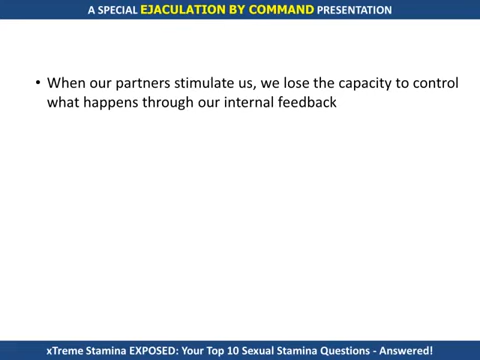 A SPECIAL EJACULATION BY COMMAND PRESENTATION
• When our partners stimulate us, we lose the capacity to control
what happens through our internal feedback
xTreme Stamina EXPOSED: Your Top 10 Sexual Stamina Questions - Answered!